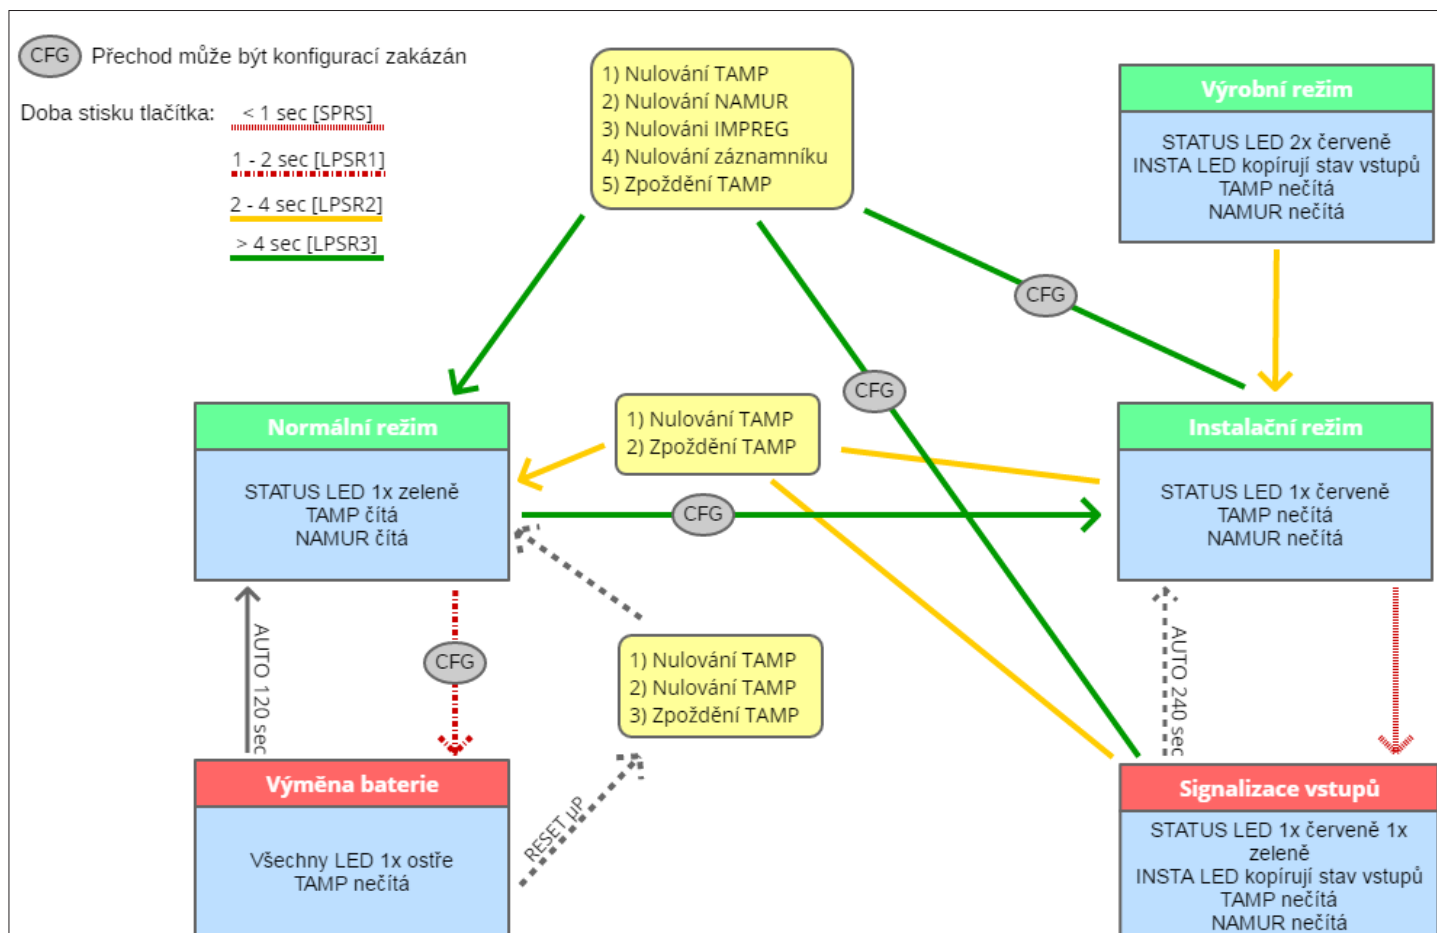 CFG Přechod může být konfigurací zakázán
Doba stisku tlačítka:
< 1 sec [SPRS]
1 - 2 sec [LPSR1]
2 - 4 sec [LPSR2]
> 4 sec [LPSR3]
1) Nulování TAMP
2) Nulování NAMUR
3) Nulováni IMPREG
4) Nulování záznamníku
5) Zpoždění TAMP
Výrobní režim
STATUS LED 2x červeně
INSTA LED kopírují stav vstupů
TAMP nečítá
NAMUR nečítá
CFG
CFG
Normální režim
STATUS LED 1x zeleně
TAMP čítá
NAMUR čítá
1) Nulování TAMP
2) Zpoždění TAMP
CFG
Instalační režim
STATUS LED 1x červeně
TAMP nečítá
NAMUR nečítá
AUTO 120 sec
CFG
1) Nulování TAMP
2) Nulování TAMP
3) Zpoždění TAMP
AUTO 240 sec
RESET µP
Výměna baterie
Všechny LED 1x ostře
TAMP nečítá
Signalizace vstupů
STATUS LED 1x červeně 1x
zeleně
INSTA LED kopírují stav vstupů
TAMP nečítá
NAMUR nečítá